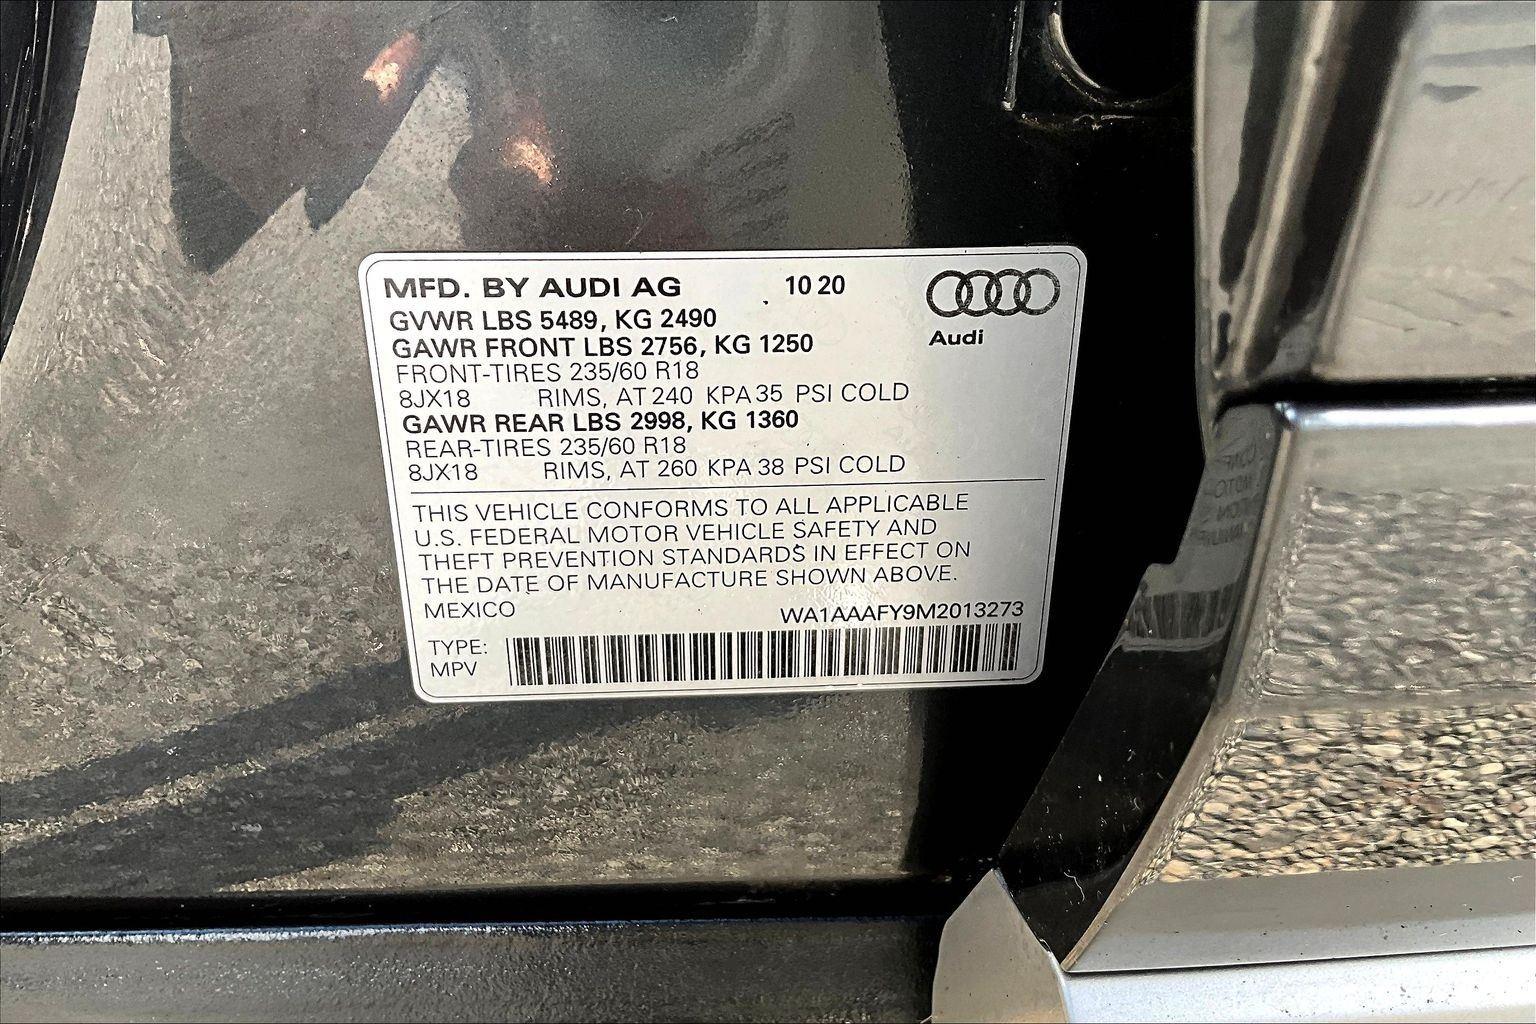 MFD. BY AUDI AG 10 20
GVWR LBS 5489, KG 2490
GAWR FRONT LBS 2756, KG 1250
Audi
FRONT-TIRES 235/60 R18
8JX18 RIMS, AT 240 KPA 35 PSI COLD
GAWR REAR LBS 2998, KG 1360
REAR-TIRES 235/60 R18
8JX18 RIMS, AT 260 KPA 38 PSI COLD
THIS VEHICLE CONFORMS TO ALL APPLICABLE
U.S. FEDERAL MOTOR VEHICLE SAFETY AND
THEFT PREVENTION STANDARDS IN EFFECT ON
THE DATE OF MANUFACTURE SHOWN ABOVE.
MEXICO WA1AAAFY9M2013273
TYPE:
MPV